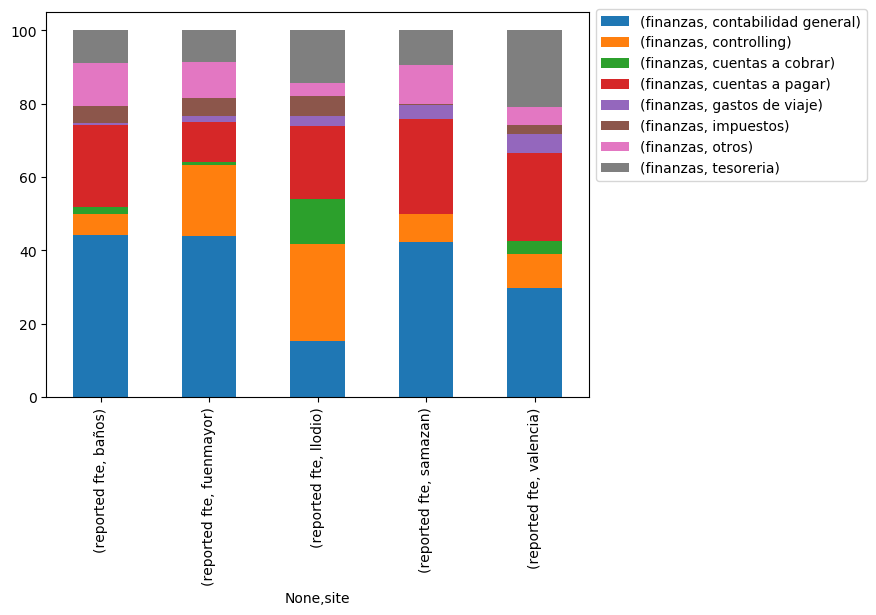 100
80
60
40
20
0
(finanzas, contabilidad general)
(finanzas, controlling)
(finanzas, cuentas a cobrar)
(finanzas, cuentas a pagar)
(finanzas, gastos de viaje)
(finanzas, impuestos)
(finanzas, otros)
(finanzas, tesoreria)
(reported fte, baños)
(reported fte, fuenmayor)
(reported fte, llodio)
(reported fte, samazan)
(reported fte, valencia)
None,site